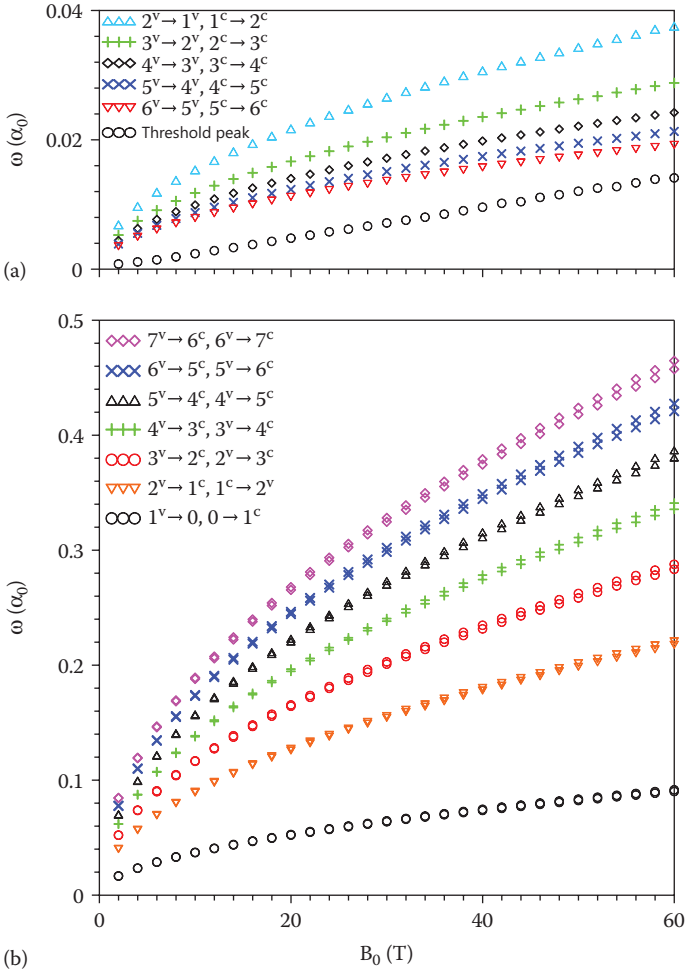 0.04
2ᵛ→1ᵛ, 1ᶜ→2ᶜ
3ᵛ→2ᵛ, 2ᶜ→3ᶜ
4ᵛ→3ᵛ, 3ᶜ→4ᶜ
5ᵛ→4ᵛ, 4ᶜ→5ᶜ
6ᵛ→5ᵛ, 5ᶜ→6ᶜ
Threshold peak
0.02
0
ω (α₀)
(a)
0.5
7ᵛ→6ᶜ, 6ᵛ→7ᶜ
6ᵛ→5ᶜ, 5ᵛ→6ᶜ
5ᵛ→4ᶜ, 4ᵛ→5ᶜ
4ᵛ→3ᶜ, 3ᵛ→4ᶜ
3ᵛ→2ᶜ, 2ᵛ→3ᶜ
2ᵛ→1ᶜ, 1ᶜ→2ᵛ
1ᵛ→0, 0→1ᶜ
0.4
0.3
0.2
0.1
0
ω (α₀)
0 20 40 60
B₀ (T)
(b)